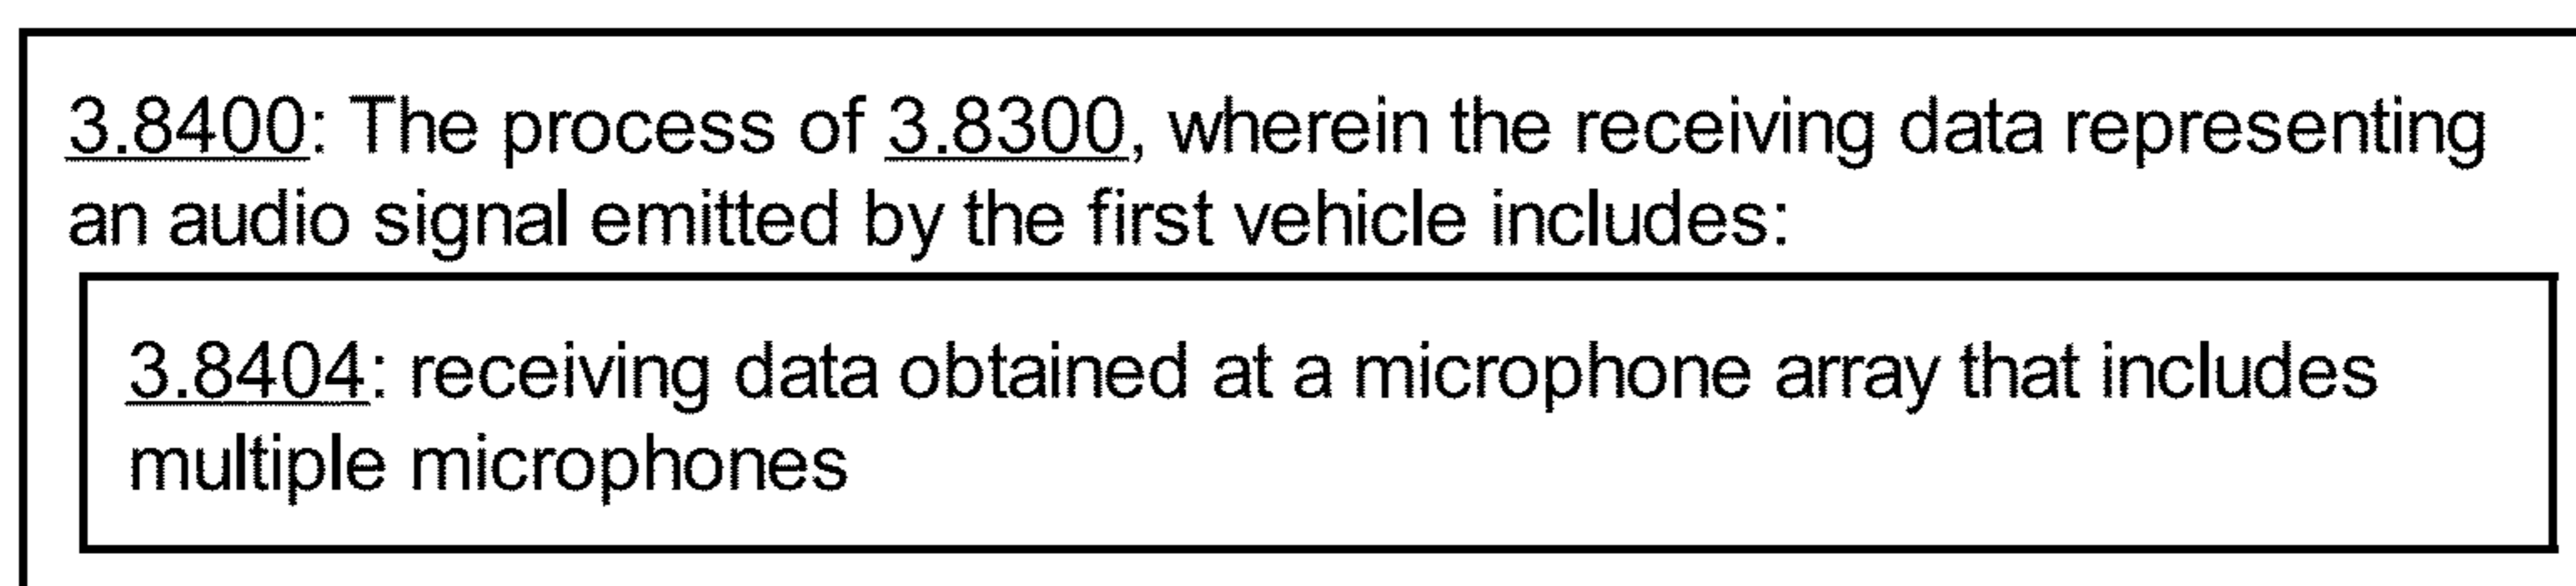 3.8400: The process of 3.8300, wherein the receiving data representing
an audio signal emitted by the first vehicle includes:
3.8404: receiving data obtained at a microphone array that includes
multiple microphones